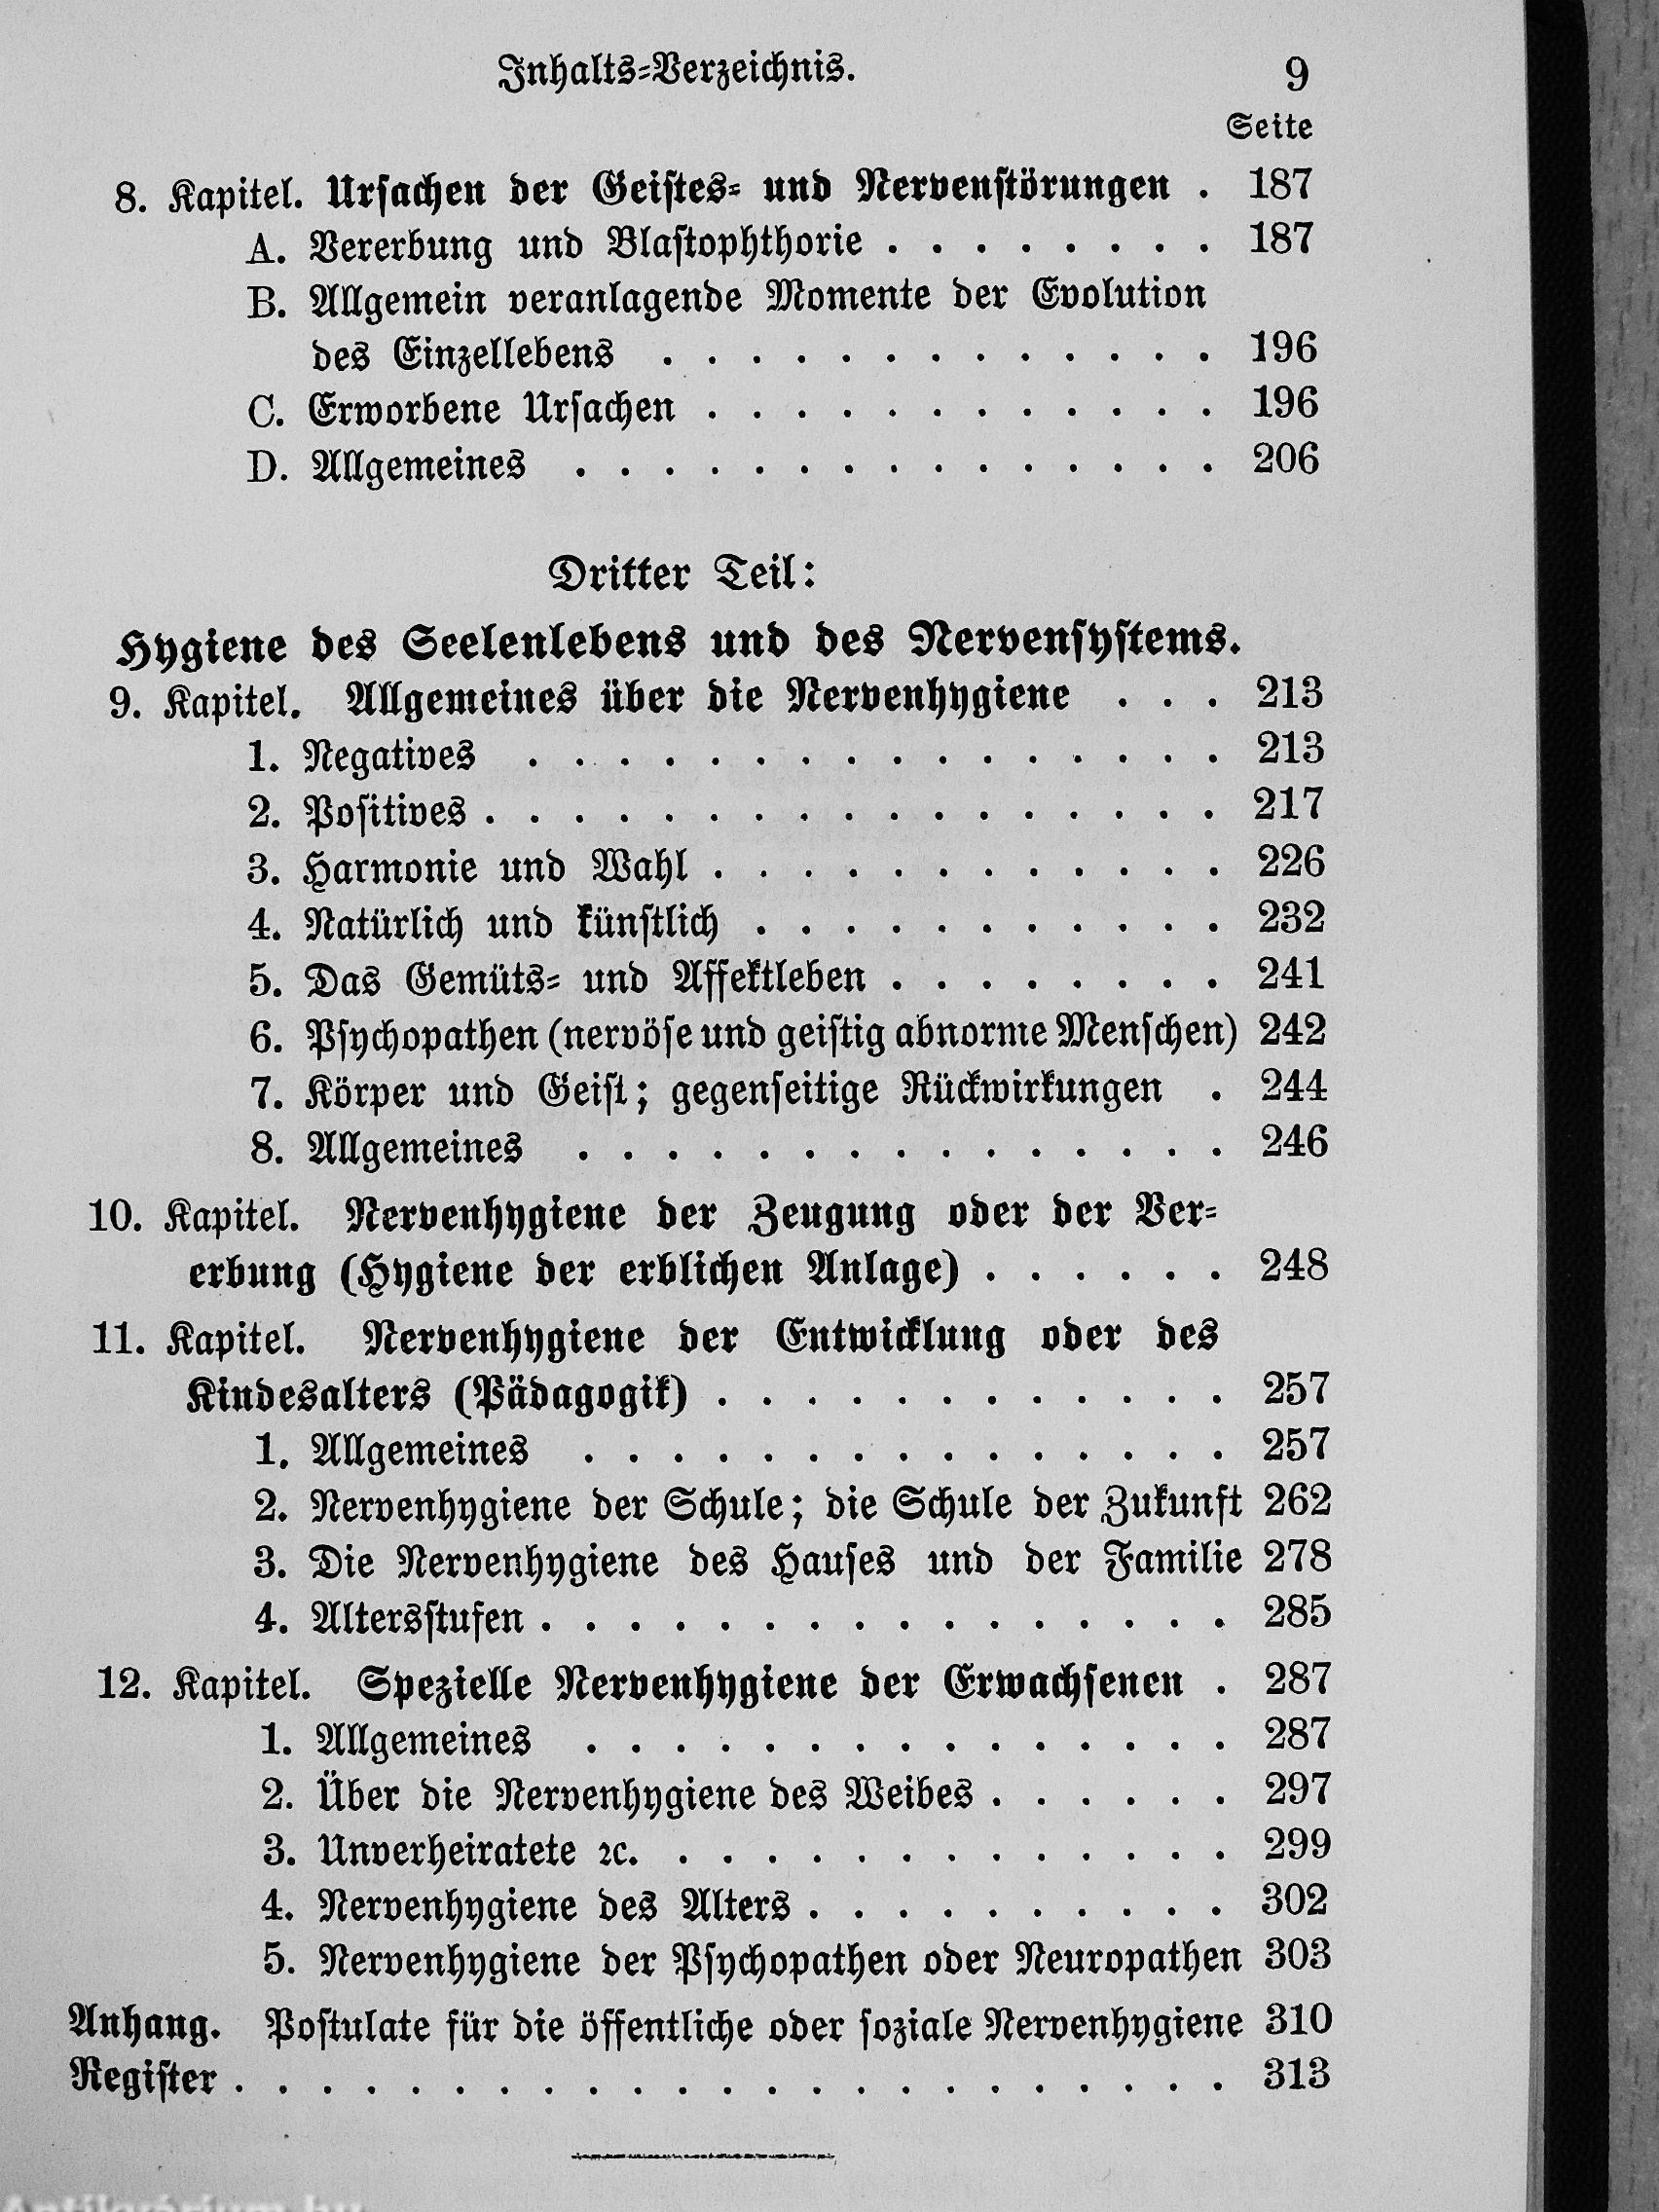 Inhalts-Verzeichnis. 9
Seite
8. Kapitel. Ursachen der Geistes- und Nervenstörungen . 187
A. Vererbung und Blastophthorie . . . . . . . . 187
B. Allgemein veranlagende Momente der Evolution
des Einzellebens . . . . . . . . . . . . . 196
C. Erworbene Ursachen . . . . . . . . . . . . 196
D. Allgemeines . . . . . . . . . . . . . . . 206
Dritter Teil:
Hygiene des Seelenlebens und des Nervensystems.
9. Kapitel. Allgemeines über die Nervenhygiene . . . 213
1. Negatives . . . . . . . . . . . . . . . . 213
2. Positives . . . . . . . . . . . . . . . . . 217
3. Harmonie und Wahl . . . . . . . . . . . . 226
4. Natürlich und künstlich . . . . . . . . . . . 232
5. Das Gemüts- und Affektleben . . . . . . . . 241
6. Psychopathen (nervöse und geistig abnorme Menschen) 242
7. Körper und Geist; gegenseitige Rückwirkungen . 244
8. Allgemeines . . . . . . . . . . . . . . . 246
10. Kapitel. Nervenhygiene der Zeugung oder der Ver-
erbung (Hygiene der erblichen Anlage) . . . . . . 248
11. Kapitel. Nervenhygiene der Entwicklung oder des
Kindesalters (Pädagogik) . . . . . . . . . . . . 257
1. Allgemeines . . . . . . . . . . . . . . . 257
2. Nervenhygiene der Schule; die Schule der Zukunft 262
3. Die Nervenhygiene des Hauses und der Familie 278
4. Altersstufen . . . . . . . . . . . . . . . . 285
12. Kapitel. Spezielle Nervenhygiene der Erwachsenen . 287
1. Allgemeines . . . . . . . . . . . . . . . 287
2. Über die Nervenhygiene des Weibes . . . . . . 297
3. Unverheiratete ꝛc. . . . . . . . . . . . . . 299
4. Nervenhygiene des Alters . . . . . . . . . . 302
5. Nervenhygiene der Psychopathen oder Neuropathen 303
Anhang. Postulate für die öffentliche oder soziale Nervenhygiene 310
Register . . . . . . . . . . . . . . . . . . . . . . . 313
Antikvárium.hu